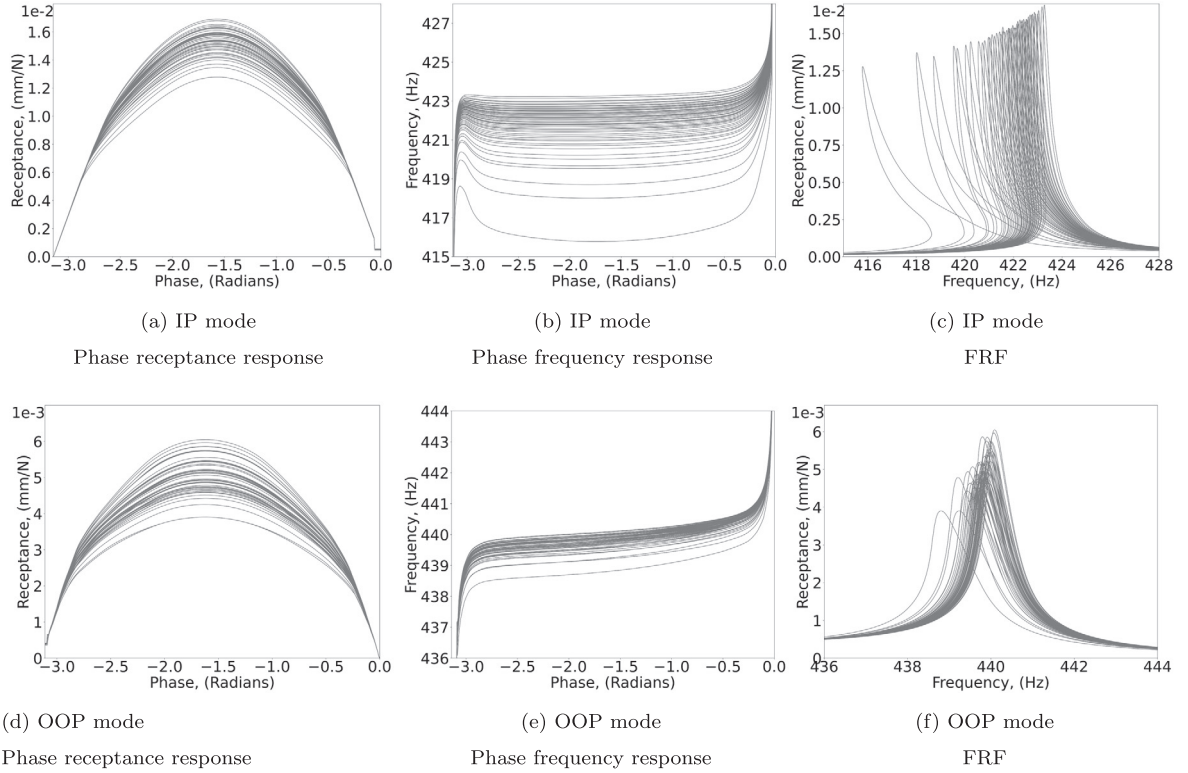 1e-2
1.6
1.4
1.2
1.0
0.8
0.6
0.4
0.2
0.0
Receptance, (mm/N)
−3.0 −2.5 −2.0 −1.5 −1.0 −0.5 0.0
Phase, (Radians)
427
425
423
421
419
417
415
Frequency, (Hz)
−3.0 −2.5 −2.0 −1.5 −1.0 −0.5 0.0
Phase, (Radians)
1e-2
1.50
1.25
1.00
0.75
0.50
0.25
0.00
Receptance, (mm/N)
416 418 420 422 424 426 428
Frequency, (Hz)
(a) IP mode
Phase receptance response
(b) IP mode
Phase frequency response
(c) IP mode
FRF
1e-3
6
5
4
3
2
1
0
Receptance, (mm/N)
−3.0 −2.5 −2.0 −1.5 −1.0 −0.5 0.0
Phase, (Radians)
444
443
442
441
440
439
438
437
436
Frequency, (Hz)
−3.0 −2.5 −2.0 −1.5 −1.0 −0.5 0.0
Phase, (Radians)
1e-3
6
5
4
3
2
1
0
Receptance, (mm/N)
436 438 440 442 444
Frequency, (Hz)
(d) OOP mode
Phase receptance response
(e) OOP mode
Phase frequency response
(f) OOP mode
FRF